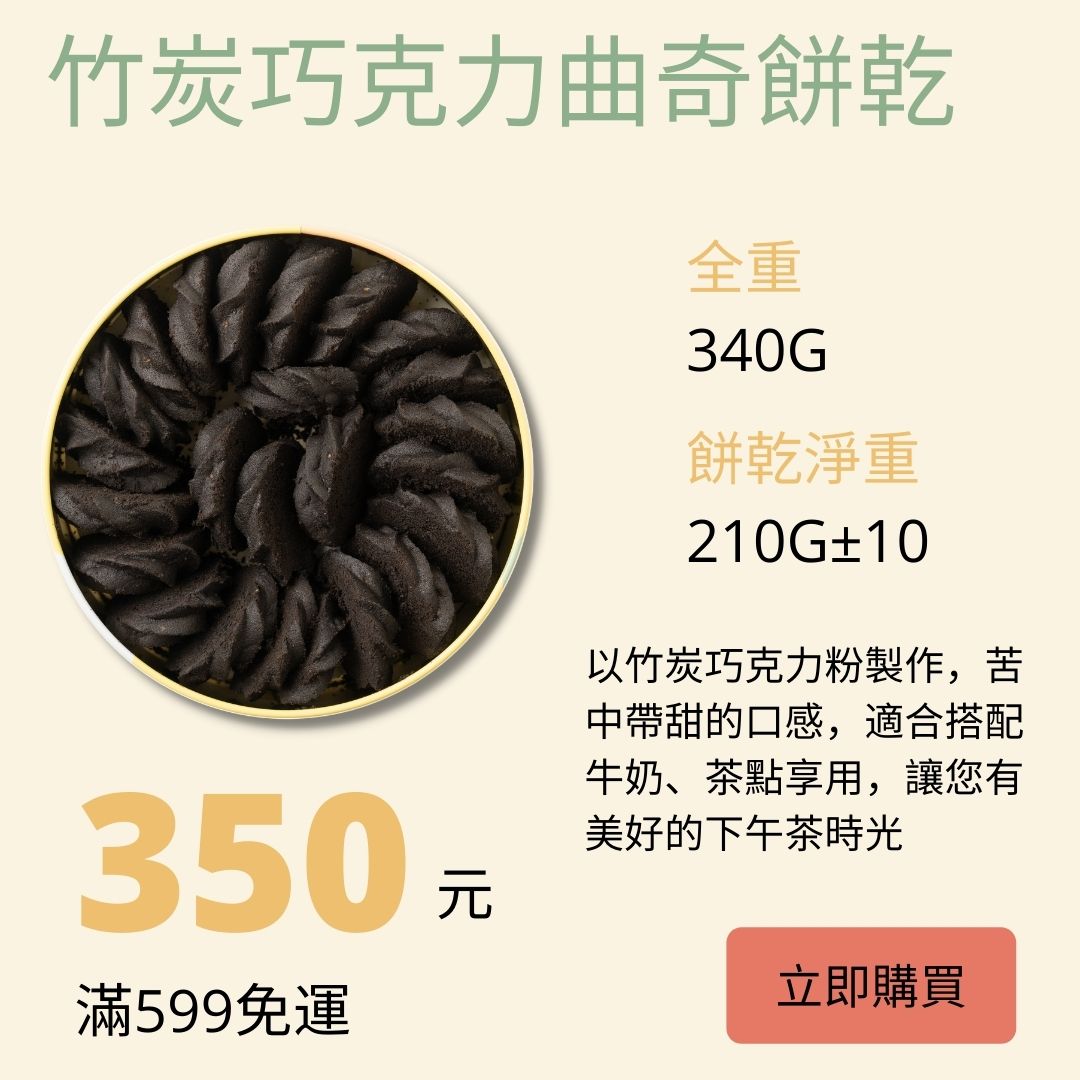 竹炭巧克力曲奇餅乾
全重
340G
餅乾淨重
210G±10
以竹炭巧克力粉製作，苦
中帶甜的口感，適合搭配
牛奶、茶點享用，讓您有
美好的下午茶時光
350 元
滿599免運
立即購買